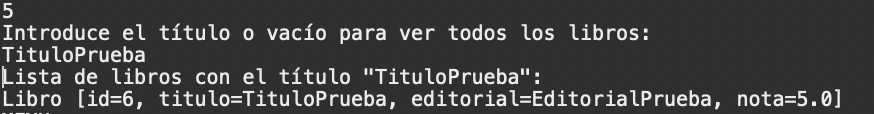 5
Introduce el título o vacío para ver todos los libros:
TituloPrueba
Lista de libros con el título "TituloPrueba":
Libro [id=6, titulo=TituloPrueba, editorial=EditorialPrueba, nota=5.0]